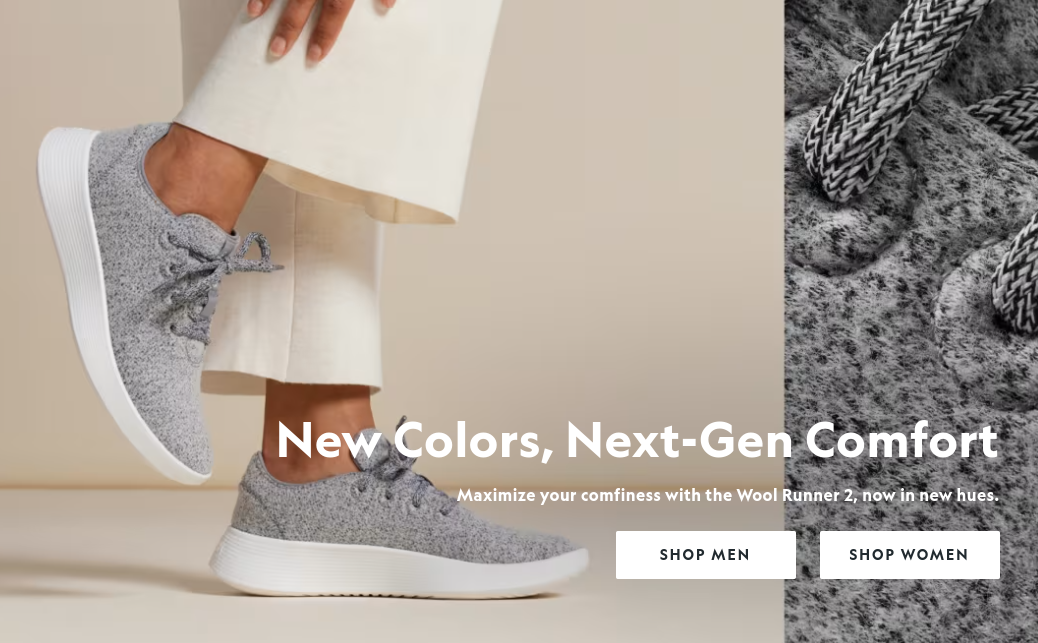 New Colors, Next-Gen Comfort
Maximize your comfiness with the Wool Runner 2, now in new hues.
SHOP MEN
SHOP WOMEN